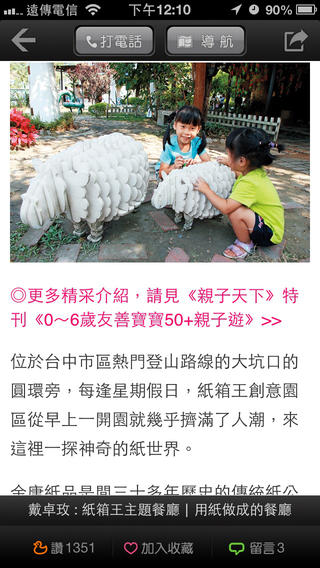 遠傳電信 下午12:10 90%
打電話 導航
◎更多精采介紹，請見《親子天下》特
刊《0～6歲友善寶寶50+親子遊》>>
位於台中市區熱門登山路線的大坑口的
圓環旁，每逢星期假日，紙箱王創意園
區從早上一開園就幾乎擠滿了人潮，來
這裡一探神奇的紙世界。
戴卓玫 : 紙箱王主題餐廳 | 用紙做成的餐廳
讚1351 加入收藏 留言3